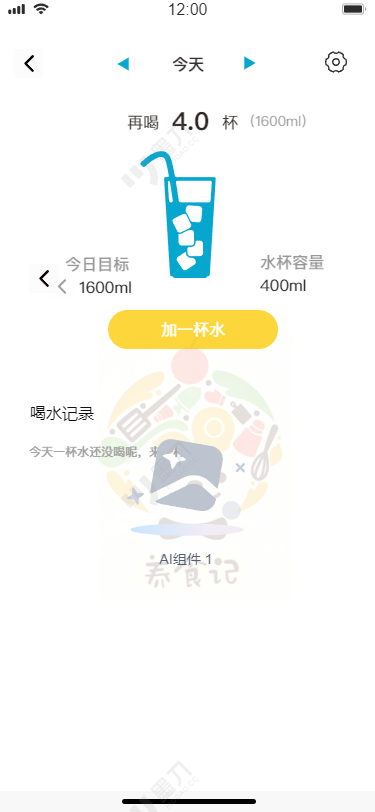 12:00
今天
再喝 4.0 杯 (1600ml)
今日目标
水杯容量
1600ml
400ml
加一杯水
喝水记录
今天一杯水还没喝呢，来
AI组件 1
养食记